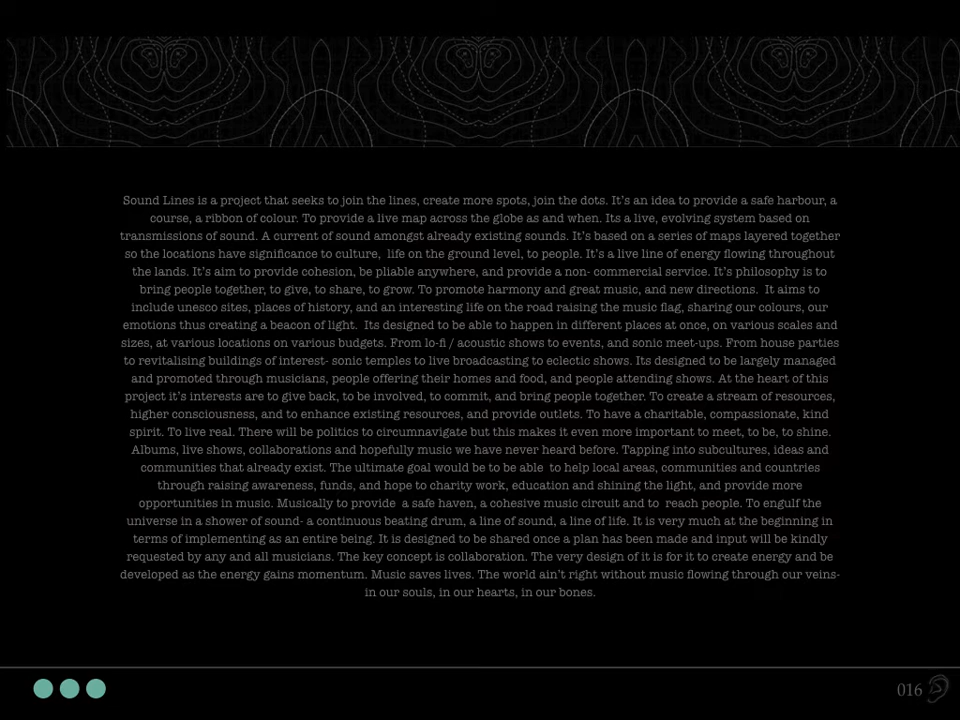 Sound Lines is a project that seeks to join the lines, create more spots, join the dots. It's an idea to provide a safe harbour, a
course, a ribbon of colour. To provide a live map across the globe as and when. Its a live, evolving system based on
transmissions of sound. A current of sound amongst already existing sounds. It's based on a series of maps layered together
so the locations have significance to culture,  life on the ground level, to people. It's a live line of energy flowing throughout
the lands. It's aim to provide cohesion, be pliable anywhere, and provide a non- commercial service. It's philosophy is to
bring people together, to give, to share, to grow. To promote harmony and great music, and new directions.  It aims to
include unesco sites, places of history, and an interesting life on the road raising the music flag, sharing our colours, our
emotions thus creating a beacon of light.  Its designed to be able to happen in different places at once, on various scales and
sizes, at various locations on various budgets. From lo-fi / acoustic shows to events, and sonic meet-ups. From house parties
to revitalising buildings of interest- sonic temples to live broadcasting to eclectic shows. Its designed to be largely managed
and promoted through musicians, people offering their homes and food, and people attending shows. At the heart of this
project it's interests are to give back, to be involved, to commit, and bring people together. To create a stream of resources,
higher consciousness, and to enhance existing resources, and provide outlets. To have a charitable, compassionate, kind
spirit. To live real. There will be politics to circumnavigate but this makes it even more important to meet, to be, to shine.
Albums, live shows, collaborations and hopefully music we have never heard before. Tapping into subcultures, ideas and
communities that already exist. The ultimate goal would be to be able  to help local areas, communities and countries
through raising awareness, funds, and hope to charity work, education and shining the light, and provide more
opportunities in music. Musically to provide  a safe haven, a cohesive music circuit and to  reach people. To engulf the
universe in a shower of sound- a continuous beating drum, a line of sound, a line of life. It is very much at the beginning in
terms of implementing as an entire being. It is designed to be shared once a plan has been made and input will be kindly
requested by any and all musicians. The key concept is collaboration. The very design of it is for it to create energy and be
developed as the energy gains momentum. Music saves lives. The world ain't right without music flowing through our veins-
in our souls, in our hearts, in our bones.
016